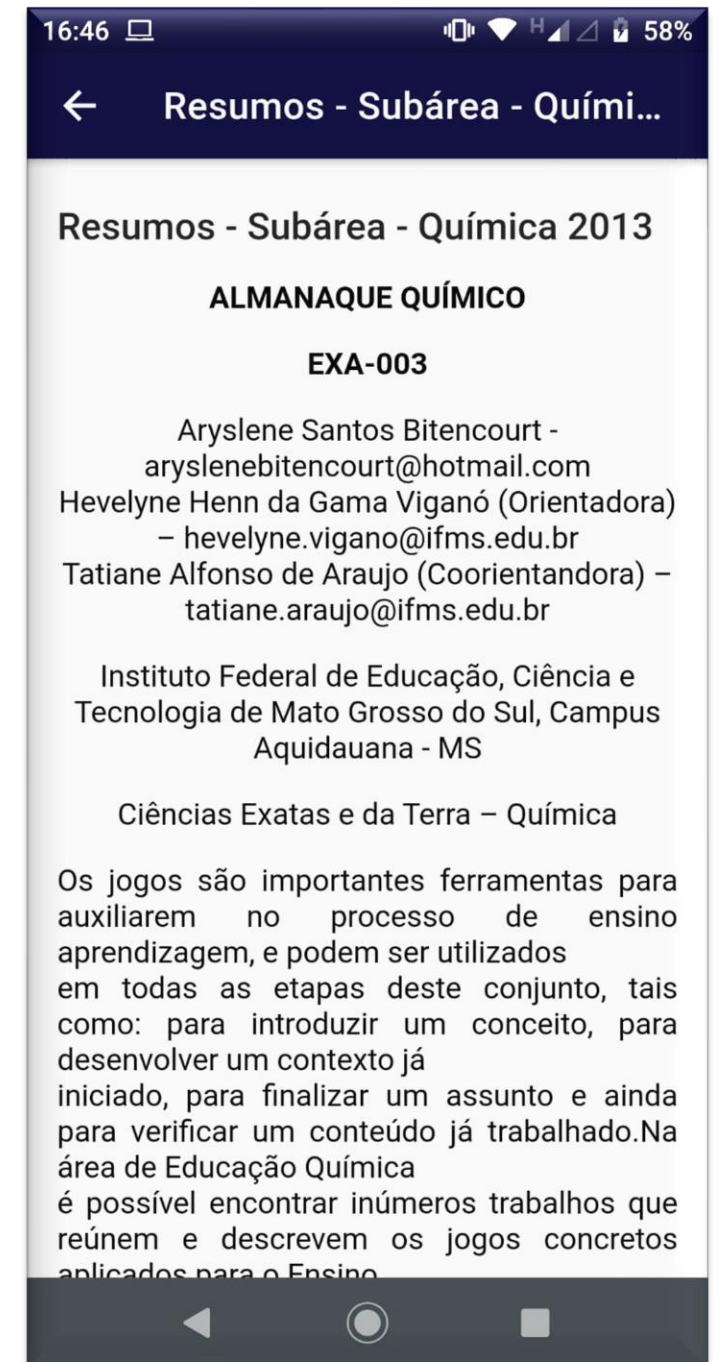 16:46
H
58%
Resumos - Subárea - Quími...
Resumos - Subárea - Química 2013
ALMANAQUE QUÍMICO
EXA-003
Aryslene Santos Bitencourt -
aryslenebitencourt@hotmail.com
Hevelyne Henn da Gama Viganó (Orientadora)
– hevelyne.vigano@ifms.edu.br
Tatiane Alfonso de Araujo (Coorientandora) –
tatiane.araujo@ifms.edu.br
Instituto Federal de Educação, Ciência e
Tecnologia de Mato Grosso do Sul, Campus
Aquidauana - MS
Ciências Exatas e da Terra – Química
Os jogos são importantes ferramentas para
auxiliarem no processo de ensino
aprendizagem, e podem ser utilizados
em todas as etapas deste conjunto, tais
como: para introduzir um conceito, para
desenvolver um contexto já
iniciado, para finalizar um assunto e ainda
para verificar um conteúdo já trabalhado.Na
área de Educação Química
é possível encontrar inúmeros trabalhos que
reúnem e descrevem os jogos concretos
aplicados para o Ensino